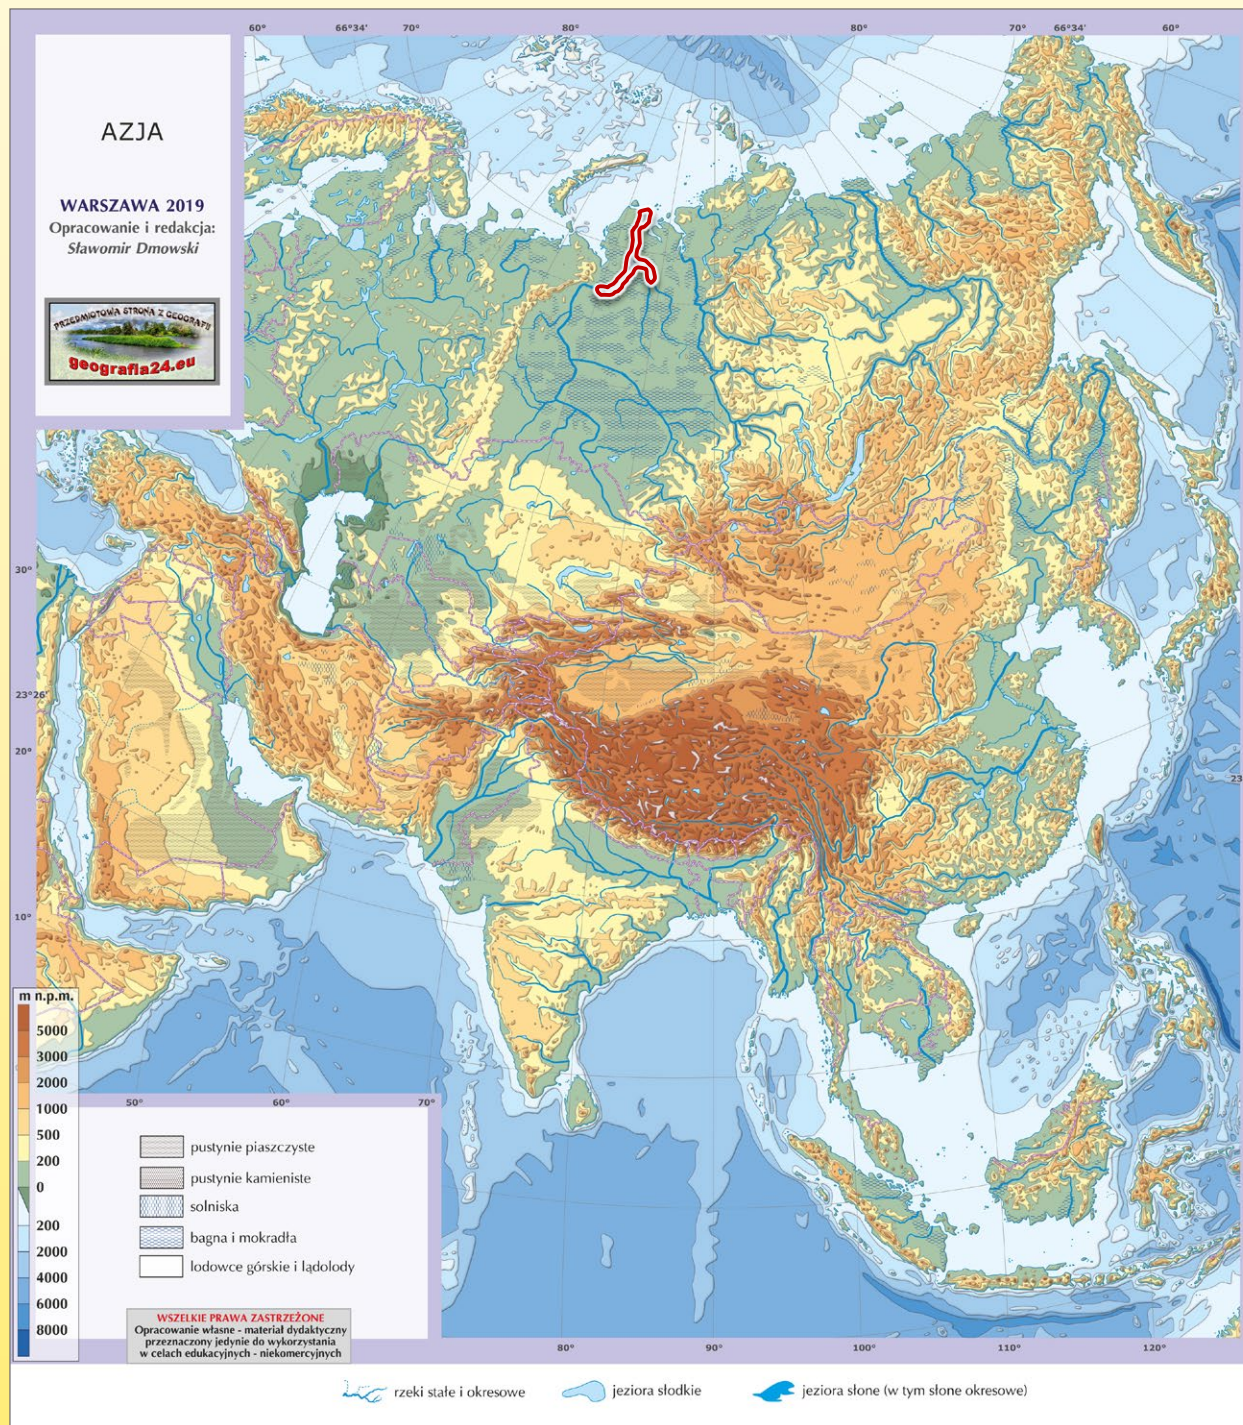 60° 66°34' 70° 80° 80° 70° 66°34' 60°
AZJA
WARSZAWA 2019
Opracowanie i redakcja:
Sławomir Dmowski
PRZEDMIOTOWA STRONA Z GEOGRAFII
geografia24.eu
30°
23°26'
20°
23
10°
m n.p.m.
5000
3000
2000
1000
500
200
0
200
2000
4000
6000
8000
50° 60° 70°
pustynie piaszczyste
pustynie kamieniste
solniska
bagna i mokradła
lodowce górskie i lądolody
WSZELKIE PRAWA ZASTRZEŻONE
Opracowanie własne - materiał dydaktyczny
przeznaczony jedynie do wykorzystania
w celach edukacyjnych - niekomercyjnych
80° 90° 100° 110° 120°
rzeki stałe i okresowe jeziora słodkie jeziora słone (w tym słone okresowe)